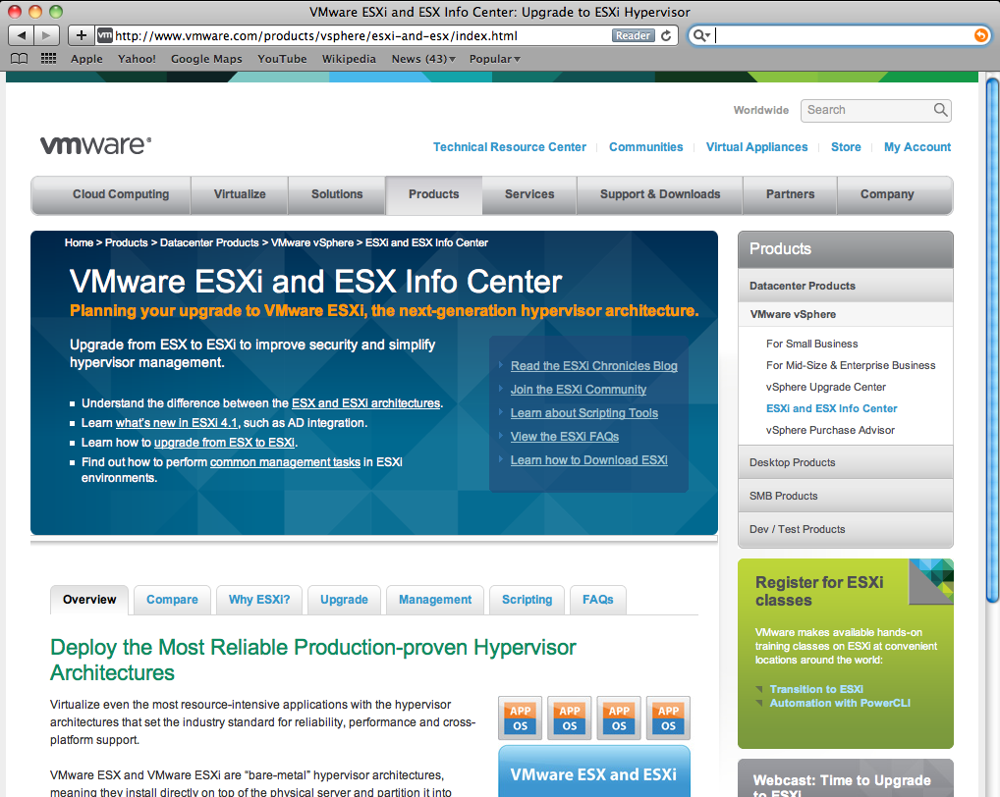 VMware ESXi and ESX Info Center: Upgrade to ESXi Hypervisor
vm http://www.vmware.com/products/vsphere/esxi-and-esx/index.html Reader
Apple Yahoo! Google Maps YouTube Wikipedia News (43) Popular
Worldwide Search
vmware®
Technical Resource Center Communities Virtual Appliances Store My Account
Cloud Computing Virtualize Solutions Products Services Support & Downloads Partners Company
Home > Products > Datacenter Products > VMware vSphere > ESXi and ESX Info Center
VMware ESXi and ESX Info Center
Planning your upgrade to VMware ESXi, the next-generation hypervisor architecture.
Upgrade from ESX to ESXi to improve security and simplify
hypervisor management.
Understand the difference between the ESX and ESXi architectures.
Learn what's new in ESXi 4.1, such as AD integration.
Learn how to upgrade from ESX to ESXi.
Find out how to perform common management tasks in ESXi
environments.
Read the ESXi Chronicles Blog
Join the ESXi Community
Learn about Scripting Tools
View the ESXi FAQs
Learn how to Download ESXi
Products
Datacenter Products
VMware vSphere
For Small Business
For Mid-Size & Enterprise Business
vSphere Upgrade Center
ESXi and ESX Info Center
vSphere Purchase Advisor
Desktop Products
SMB Products
Dev / Test Products
Register for ESXi
classes
VMware makes available hands-on
training classes on ESXi at convenient
locations around the world:
Transition to ESXi
Automation with PowerCLI
Webcast: Time to Upgrade
to ESXi
Overview Compare Why ESXi? Upgrade Management Scripting FAQs
Deploy the Most Reliable Production-proven Hypervisor
Architectures
Virtualize even the most resource-intensive applications with the hypervisor
architectures that set the industry standard for reliability, performance and cross-
platform support.
VMware ESX and VMware ESXi are “bare-metal” hypervisor architectures,
meaning they install directly on top of the physical server and partition it into
APP APP APP APP
OS OS OS OS
VMware ESX and ESXi